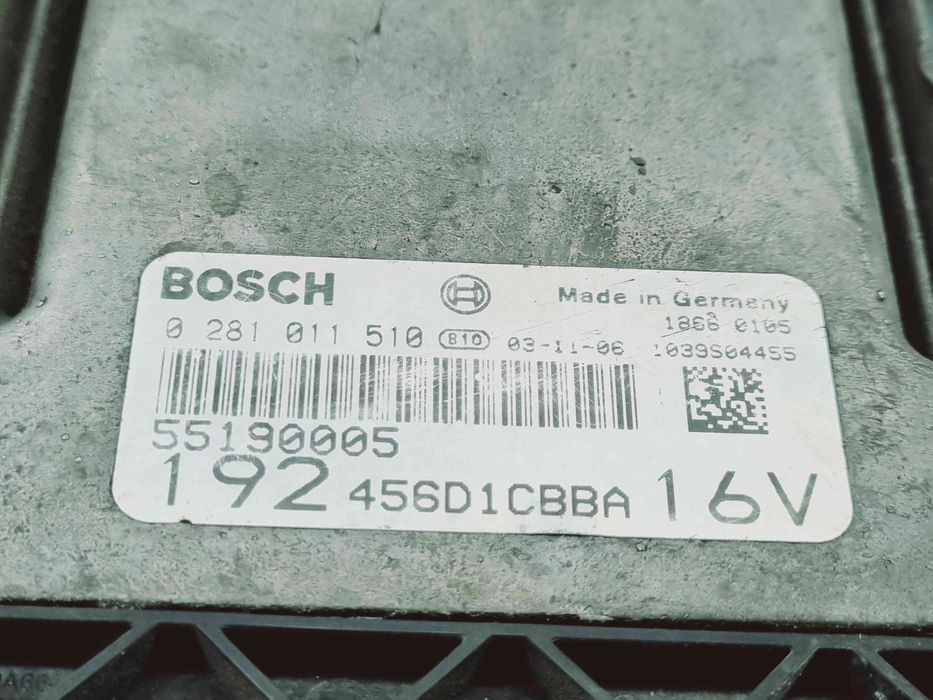 BOSCH
Made in Germany
0 281 011 510 810 03-11-06
1866 0105
1039S04455
55190005
192 456D1CBBA 16V